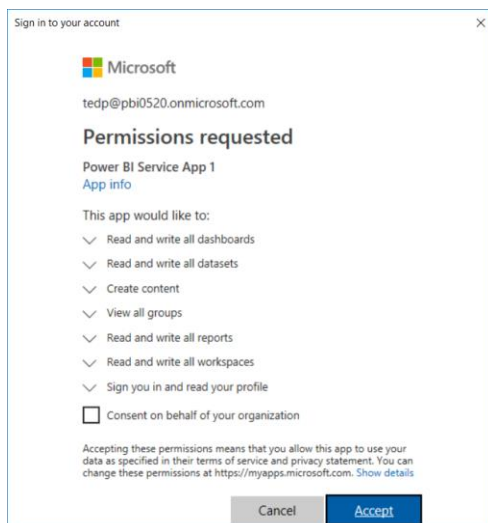 Sign in to your account
Microsoft
tedp@pbi0520.onmicrosoft.com
Permissions requested
Power BI Service App 1
App info
This app would like to:
Read and write all dashboards
Read and write all datasets
Create content
View all groups
Read and write all reports
Read and write all workspaces
Sign you in and read your profile
Consent on behalf of your organization
Accepting these permissions means that you allow this app to use your
data as specified in their terms of service and privacy statement. You can
change these permissions at https://myapps.microsoft.com. Show details
Cancel Accept